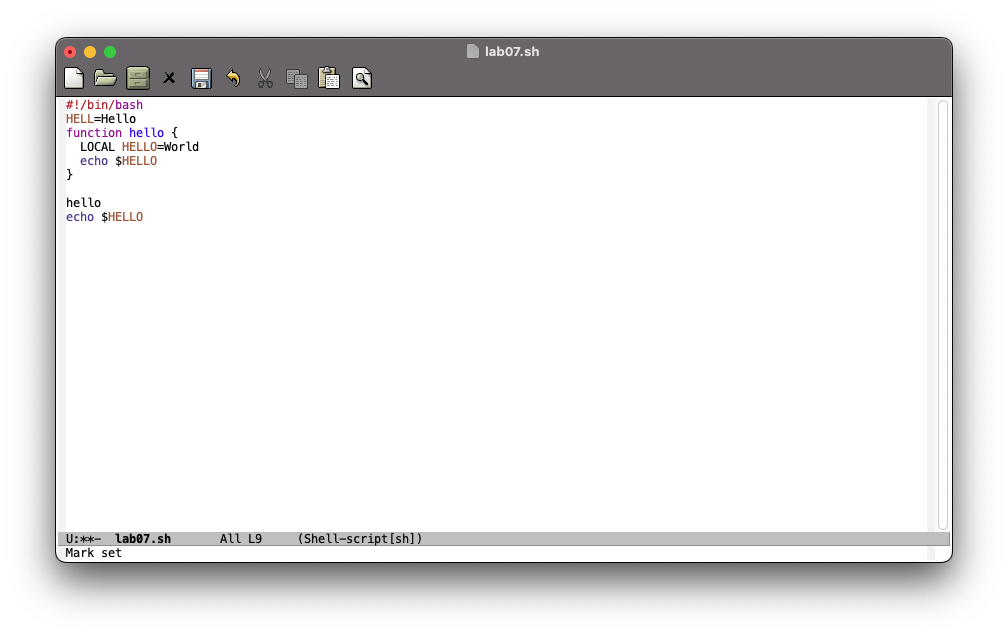 lab07.sh
#!/bin/bash
HELL=Hello
function hello {
  LOCAL HELLO=World
  echo $HELLO
}

hello
echo $HELLO
U:**-  lab07.sh       All L9     (Shell-script[sh])
Mark set